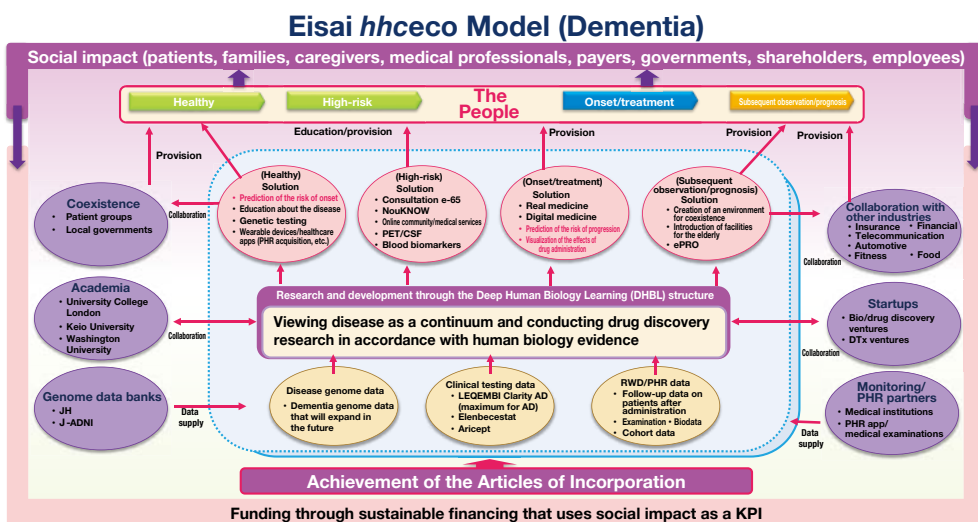 Eisai hhceco Model (Dementia)
Social impact (patients, families, caregivers, medical professionals, payers, governments, shareholders, employees)
Healthy
High-risk
The
People
Onset/treatment
Subsequent observation/prognosis
Provision
Education/provision
Provision
Provision
Provision
Coexistence
• Patient groups
• Local governments
Collaboration
(Healthy)
Solution
• Prediction of the risk of onset
• Education about the disease
• Genetic testing
• Wearable devices/healthcare
apps (PHR acquisition, etc.)
(High-risk)
Solution
• Consultation e-65
• NouKNOW
• Online community/medical services
• PET/CSF
• Blood biomarkers
(Onset/treatment)
Solution
• Real medicine
• Digital medicine
• Prediction of the risk of progression
• Visualization of the effects of
drug administration
(Subsequent
observation/prognosis)
Solution
• Creation of an environment
for coexistence
• Introduction of facilities for
the elderly
• ePRO
Collaboration with
other industries
• Insurance • Financial
• Telecommunication
• Automotive
• Fitness • Food
Collaboration
Academia
• University College
London
• Keio University
• Washington
University
Collaboration
Research and development through the Deep Human Biology Learning (DHBL) structure
Viewing disease as a continuum and conducting drug discovery
research in accordance with human biology evidence
Startups
• Bio/drug discovery
ventures
• DTx ventures
Collaboration
Genome data banks
• JH
• J-ADNI
Data
supply
Disease genome data
• Dementia genome data
that will expand in
the future
Clinical testing data
• LEQEMBI Clarity AD
(maximum for AD)
• Elenbecestat
• Aricept
RWD/PHR data
• Follow-up data on
patients after
administration
• Examination • Biodata
• Cohort data
Monitoring/
PHR partners
• Medical institutions
• PHR app/
medical examinations
Data
supply
Achievement of the Articles of Incorporation
Funding through sustainable financing that uses social impact as a KPI